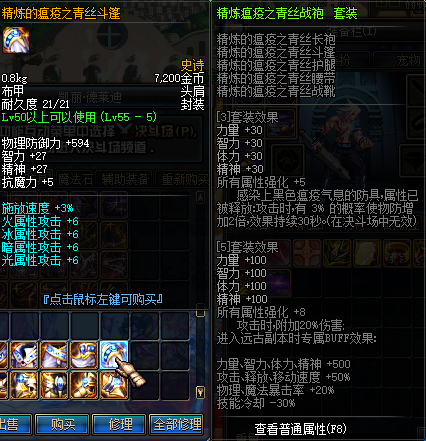 精炼的瘟疫之青丝斗篷
史诗
0.8kg 7,200金币
布甲 头肩
耐久度 21/21 封装
Lv50以上可以使用 (Lv55 - 5)
物理防御力 +594
智力 +27
精神 +27
抗魔力 +5
施放速度 +3%
火属性攻击 +6
冰属性攻击 +6
暗属性攻击 +6
光属性攻击 +6
『点击鼠标左键可购买』
出售 购买 修理 全部修理
精炼的瘟疫之青丝战袍 套装
精炼的瘟疫之青丝长袍
精炼的瘟疫之青丝斗篷
精炼的瘟疫之青丝护腿
精炼的瘟疫之青丝腰带
精炼的瘟疫之青丝战靴
[3]套装效果
力量 +30
智力 +30
体力 +30
精神 +30
所有属性强化 +5
感染上黑色瘟疫气息的防具,属性已
被释放:攻击时,有 3% 的概率使物防增
加2倍,效果持续30秒。(在决斗场中无效)
[5]套装效果
力量 +100
智力 +100
体力 +100
精神 +100
所有属性强化 +8
攻击时,附加20%伤害;
进入远古副本时专属BUFF效果:
力量、智力、体力、精神 +500
攻击、释放、移动速度 +50%
物理、魔法暴击率 +20%
技能冷却 -30%
查看普通属性(F8)